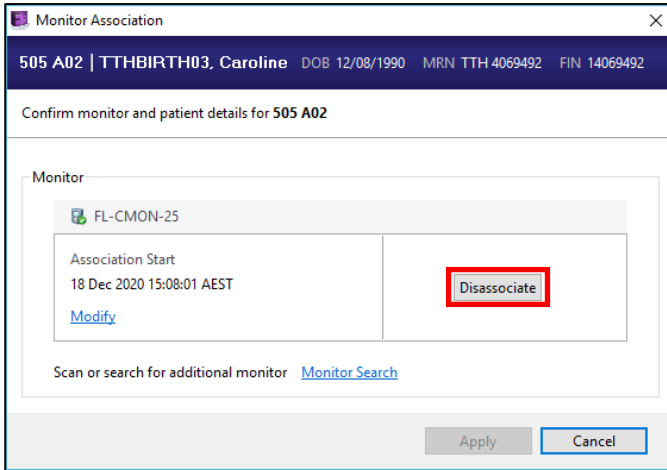 Monitor Association
505 A02 | TTHBIRTH03, Caroline DOB 12/08/1990 MRN TTH 4069492 FIN 14069492
Confirm monitor and patient details for 505 A02
Monitor
FL-CMON-25
Association Start
18 Dec 2020 15:08:01 AEST
Modify
Disassociate
Scan or search for additional monitor Monitor Search
Apply Cancel